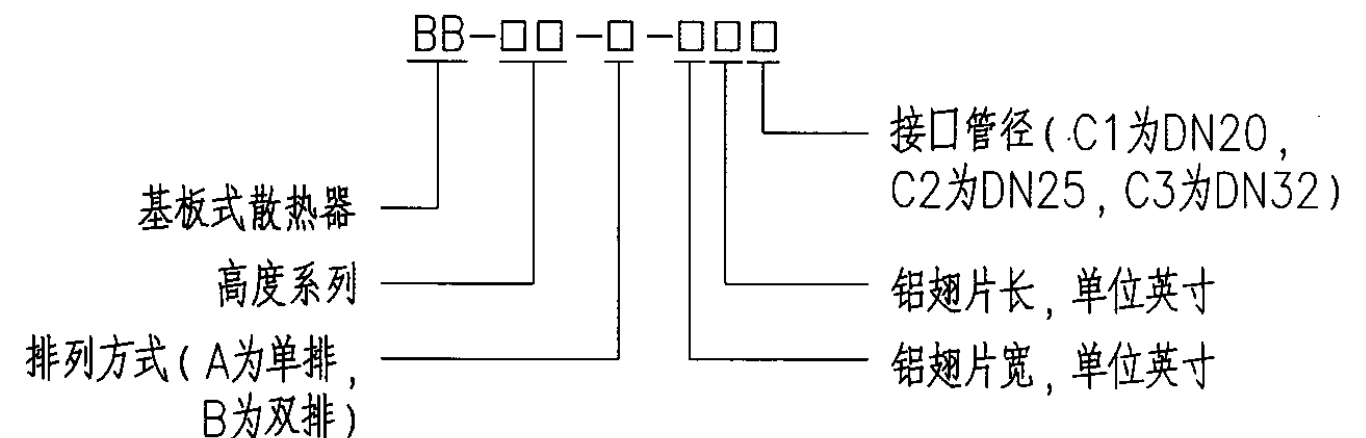 BB-□□-□-□□□
接口管径(C1为DN20,
C2为DN25,C3为DN32)
基板式散热器
高度系列
铝翅片长,单位英寸
排列方式(A为单排,
B为双排)
铝翅片宽,单位英寸